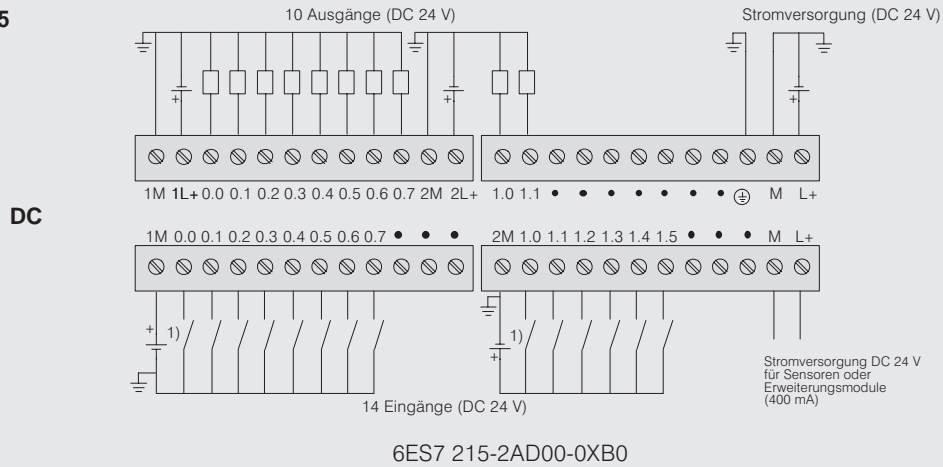 5
10 Ausgänge (DC 24 V)
Stromversorgung (DC 24 V)
+ + +
1M 1L+ 0.0 0.1 0.2 0.3 0.4 0.5 0.6 0.7 2M 2L+ 1.0 1.1 • • • • • • • M L+
DC
1M 0.0 0.1 0.2 0.3 0.4 0.5 0.6 0.7 • • • 2M 1.0 1.1 1.2 1.3 1.4 1.5 • • • M L+
+ 1) + 1)
Stromversorgung DC 24 V
für Sensoren oder
Erweiterungsmodule
(400 mA)
14 Eingänge (DC 24 V)
6ES7 215-2AD00-0XB0